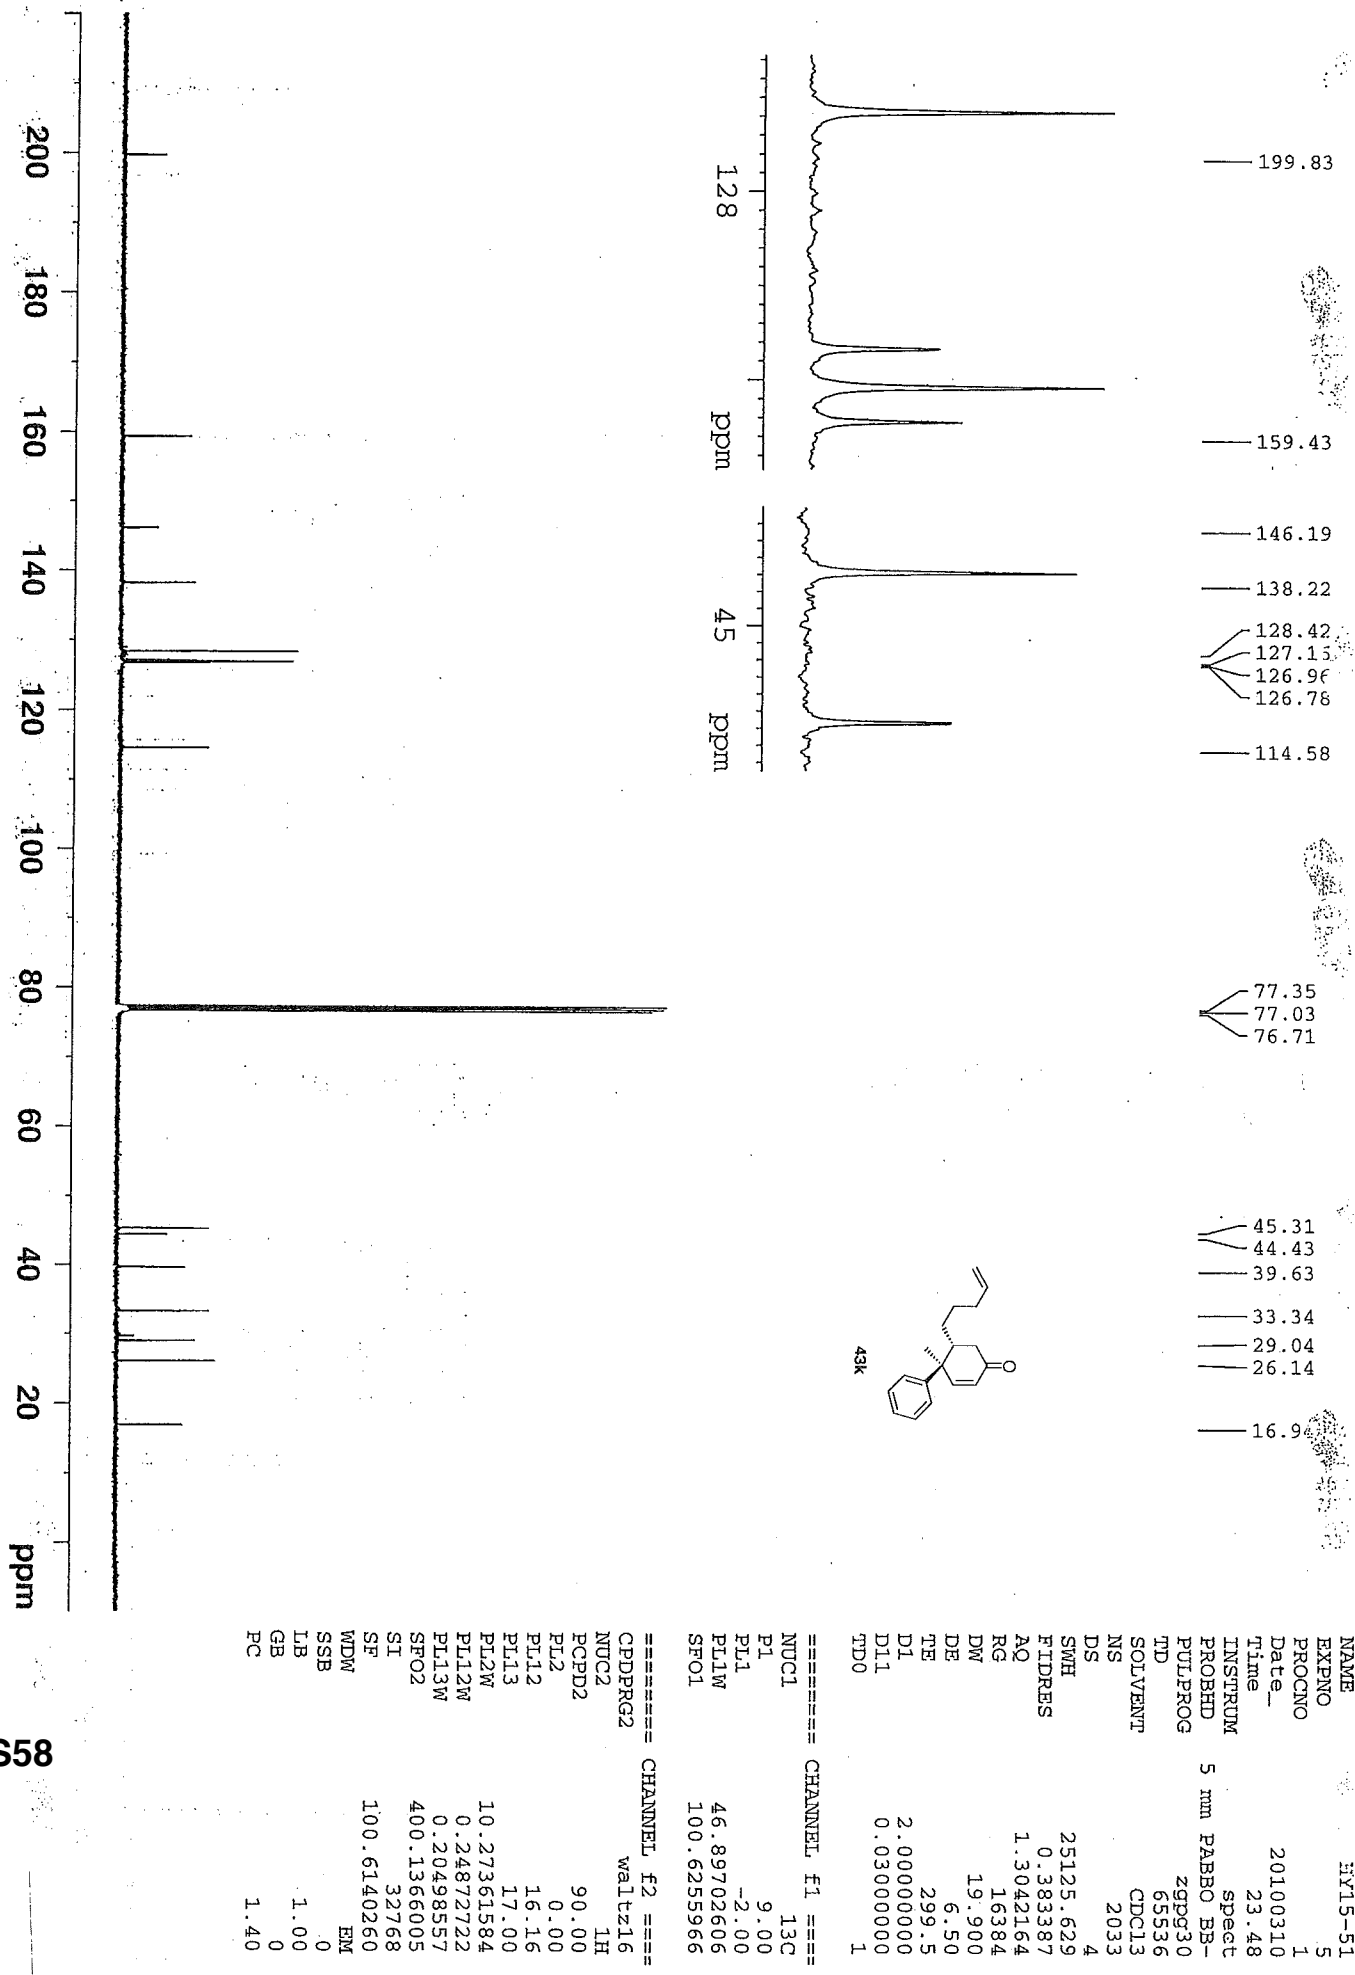 199.83
159.43
146.19
138.22
128.42
127.15
126.96
126.78
114.58
77.35
77.03
76.71
45.31
44.43
39.63
33.34
29.04
26.14
16.94
128
ppm
45
ppm
O
43k
200
180
160
140
120
100
80
60
40
20
ppm
NAME HY15-51
EXPNO 5
PROCNO 1
Date_ 20100310
Time 23.48
INSTRUM spect
PROBHD 5 mm PABBO BB-
PULPROG zgpg30
TD 65536
SOLVENT CDCl3
NS 2033
DS 4
SWH 25125.629
FIDRES 0.383387
AQ 1.3042164
RG 16384
DW 19.900
DE 6.50
TE 299.5
D1 2.00000000
D11 0.03000000
TD0 1
======== CHANNEL f1 ====
NUC1 13C
P1 9.00
PL1 -2.00
PL1W 46.89702606
SFO1 100.6255966
======== CHANNEL f2 ====
CPDPRG2 waltz16
NUC2 1H
PCPD2 90.00
PL2 0.00
PL12 16.16
PL13 17.00
PL2W 10.27361584
PL12W 0.24872722
PL13W 0.20498557
SFO2 400.1366005
SI 32768
SF 100.6140260
WDW EM
SSB 0
LB 1.00
GB 0
PC 1.40
S58